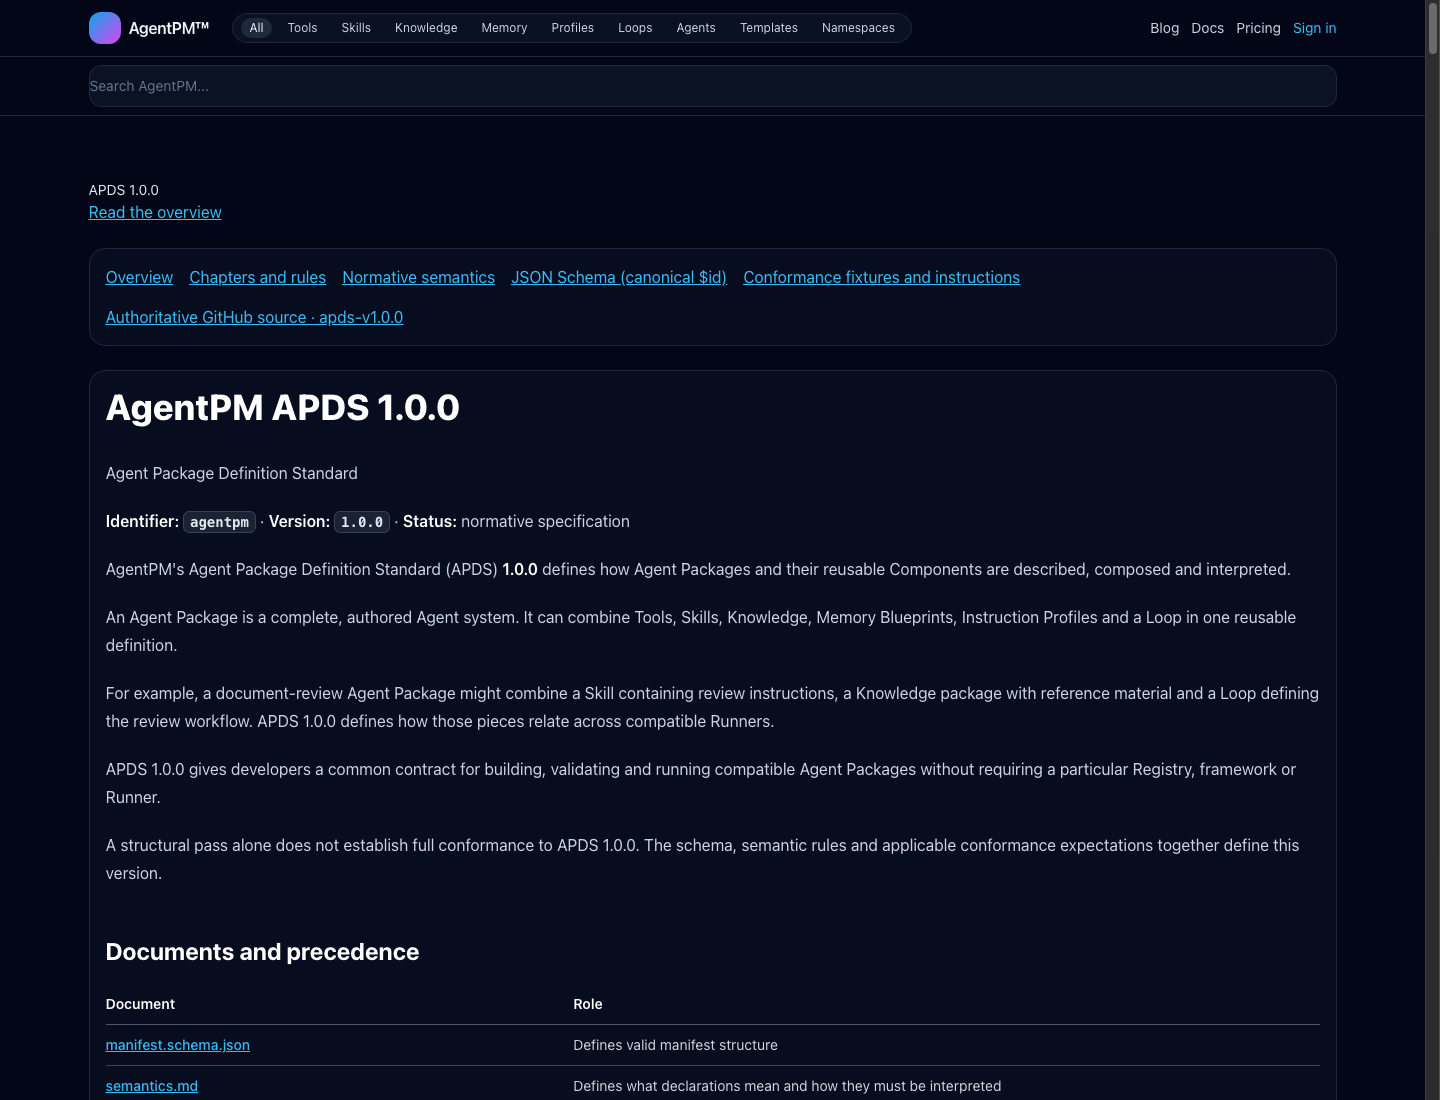 AgentPM™
All Tools Skills Knowledge Memory Profiles Loops Agents Templates Namespaces
Blog Docs Pricing Sign in
Search AgentPM...
APDS 1.0.0
Read the overview
Overview Chapters and rules Normative semantics JSON Schema (canonical $id) Conformance fixtures and instructions
Authoritative GitHub source · apds-v1.0.0
AgentPM APDS 1.0.0
Agent Package Definition Standard
Identifier: agentpm · Version: 1.0.0 · Status: normative specification
AgentPM's Agent Package Definition Standard (APDS) 1.0.0 defines how Agent Packages and their reusable Components are described, composed and interpreted.
An Agent Package is a complete, authored Agent system. It can combine Tools, Skills, Knowledge, Memory Blueprints, Instruction Profiles and a Loop in one reusable
definition.
For example, a document-review Agent Package might combine a Skill containing review instructions, a Knowledge package with reference material and a Loop defining
the review workflow. APDS 1.0.0 defines how those pieces relate across compatible Runners.
APDS 1.0.0 gives developers a common contract for building, validating and running compatible Agent Packages without requiring a particular Registry, framework or
Runner.
A structural pass alone does not establish full conformance to APDS 1.0.0. The schema, semantic rules and applicable conformance expectations together define this
version.
Documents and precedence
Document Role
manifest.schema.json Defines valid manifest structure
semantics.md Defines what declarations mean and how they must be interpreted